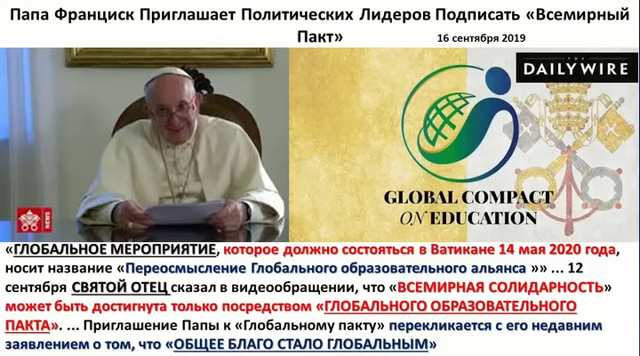 Папа Франциск Приглашает Политических Лидеров Подписать «Всемирный
Пакт»
16 сентября 2019
THE
DAILY WIRE
NEWS
GLOBAL COMPACT
ON EDUCATION
«ГЛОБАЛЬНОЕ МЕРОПРИЯТИЕ, которое должно состояться в Ватикане 14 мая 2020 года,
носит название «Переосмысление Глобального образовательного альянса »» ... 12
сентября СВЯТОЙ ОТЕЦ сказал в видеообращении, что «ВСЕМИРНАЯ СОЛИДАРНОСТЬ»
может быть достигнута только посредством «ГЛОБАЛЬНОГО ОБРАЗОВАТЕЛЬНОГО
ПАКТА». ... Приглашение Папы к «Глобальному пакту» перекликается с его недавним
заявлением о том, что «ОБЩЕЕ БЛАГО СТАЛО ГЛОБАЛЬНЫМ»